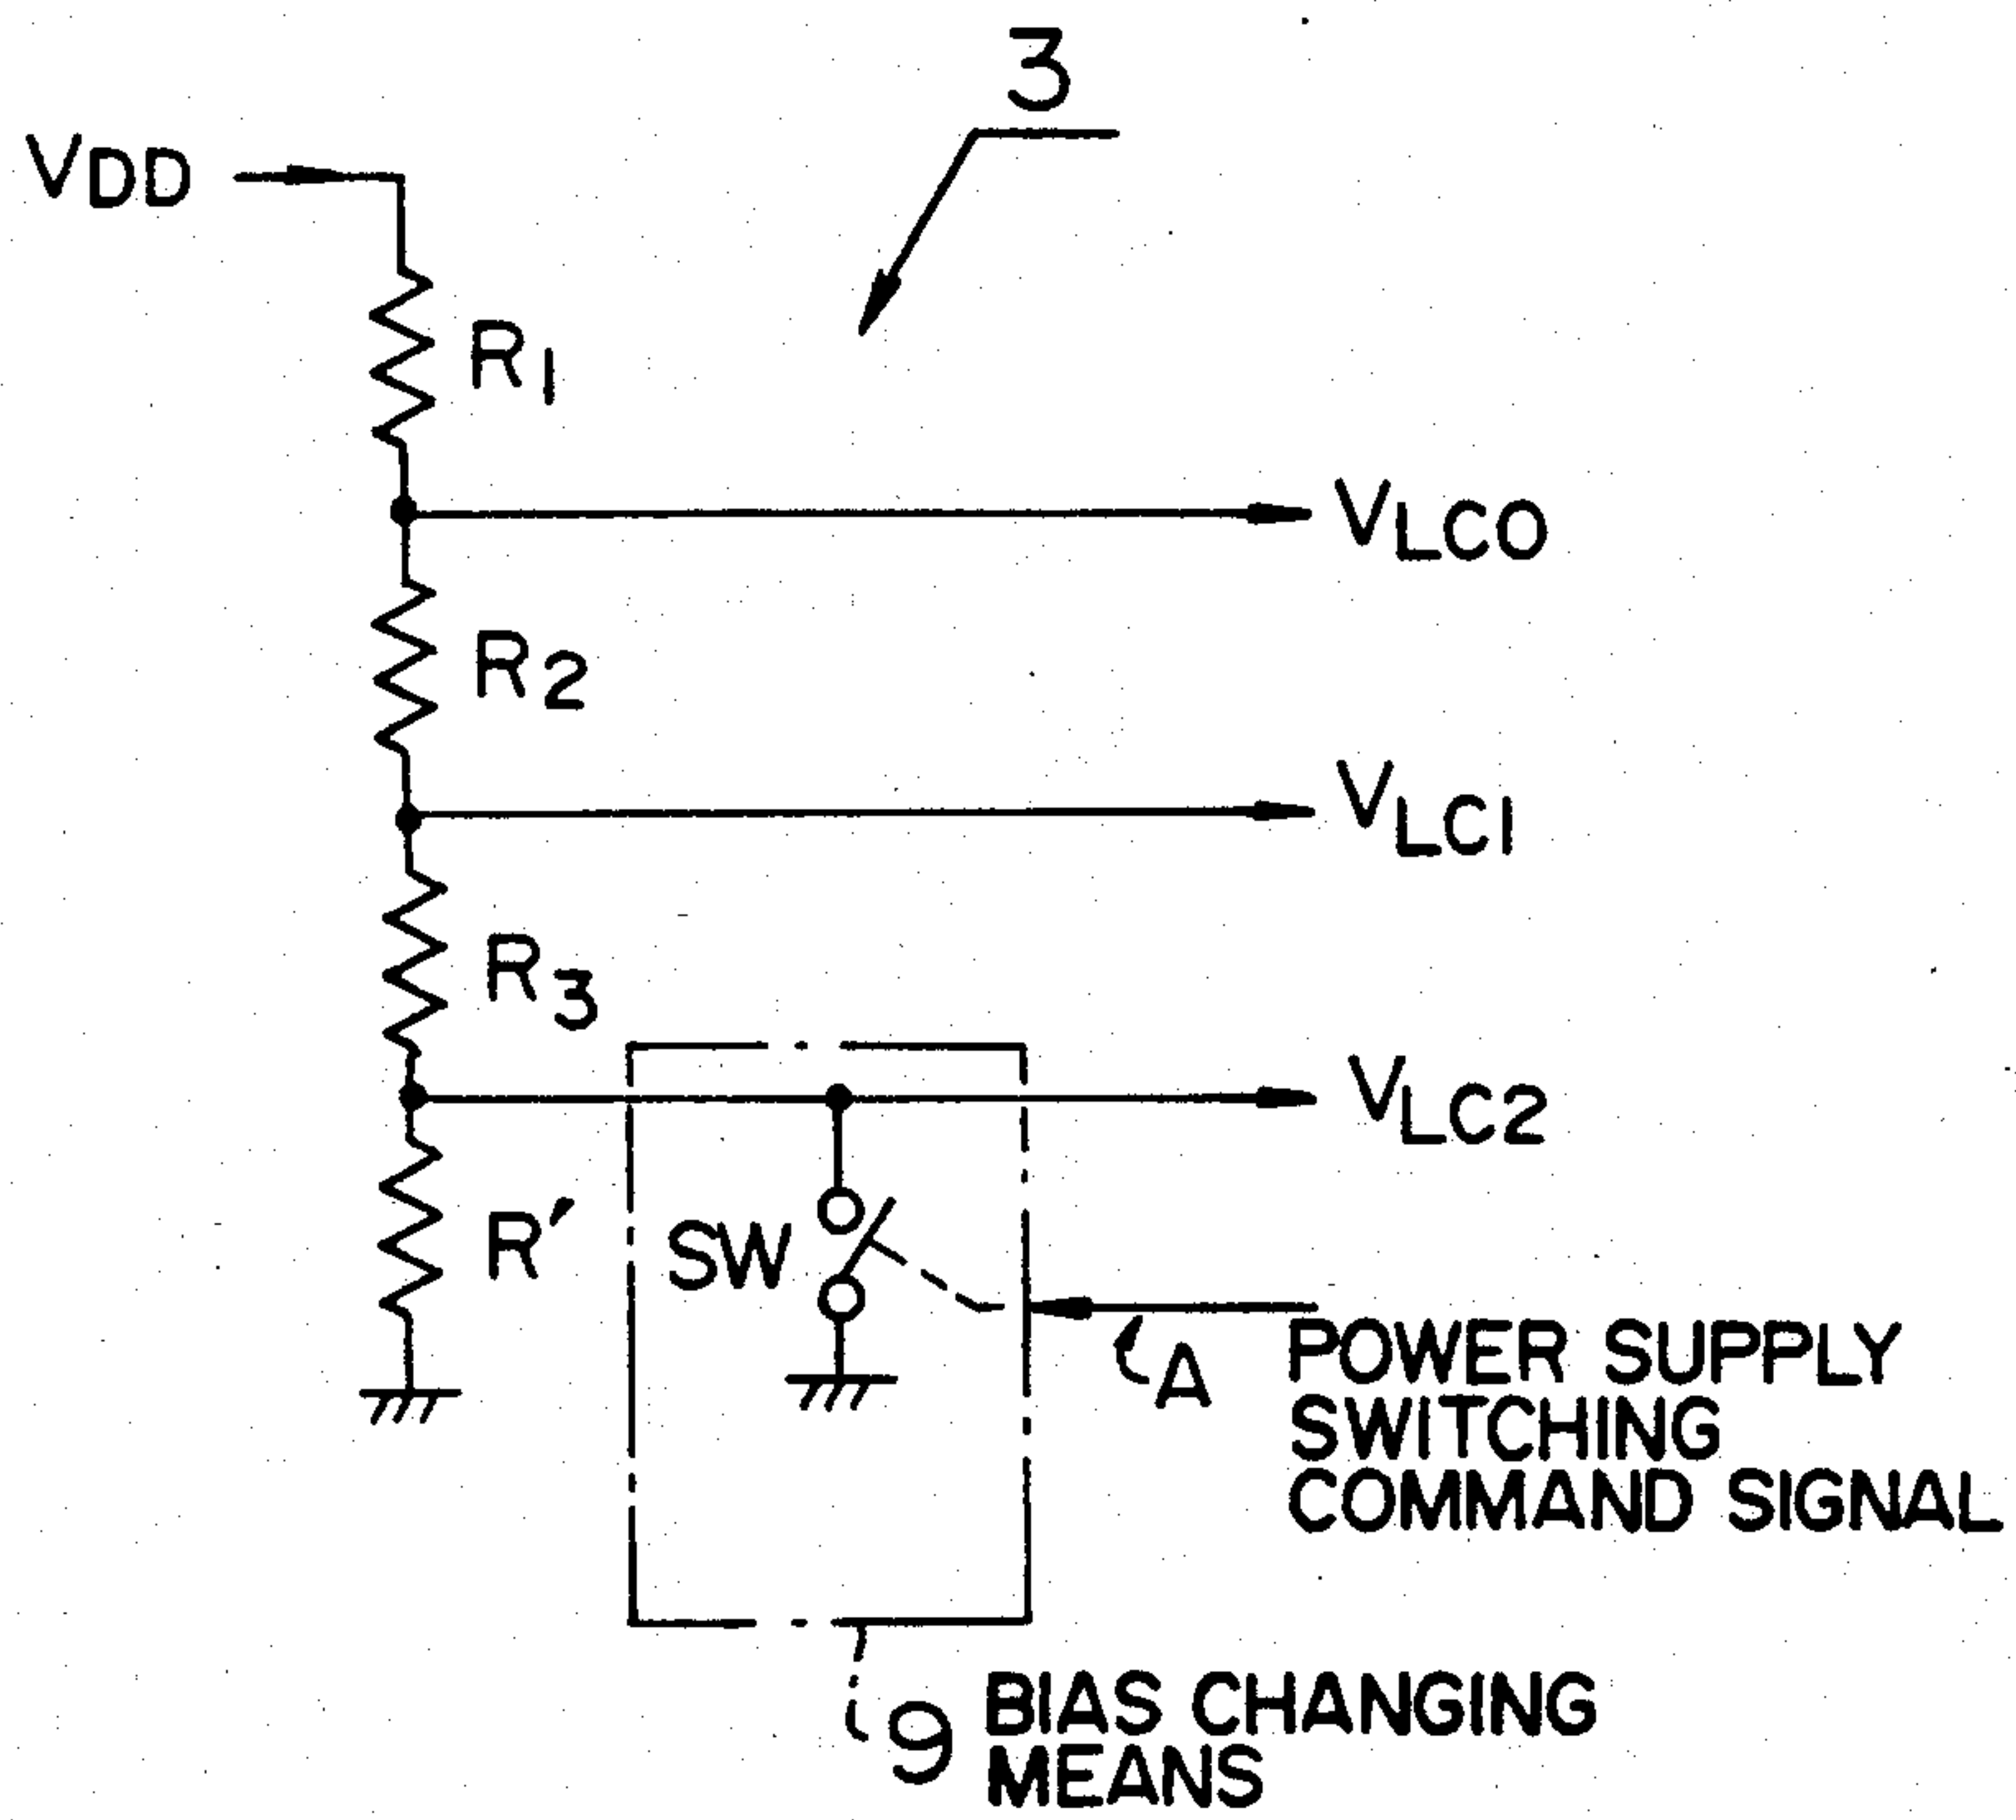 3
VDD
R1
VLC0
R2
VLC1
R3
VLC2
R'
SW
A
POWER SUPPLY
SWITCHING
COMMAND SIGNAL
9
BIAS CHANGING
MEANS